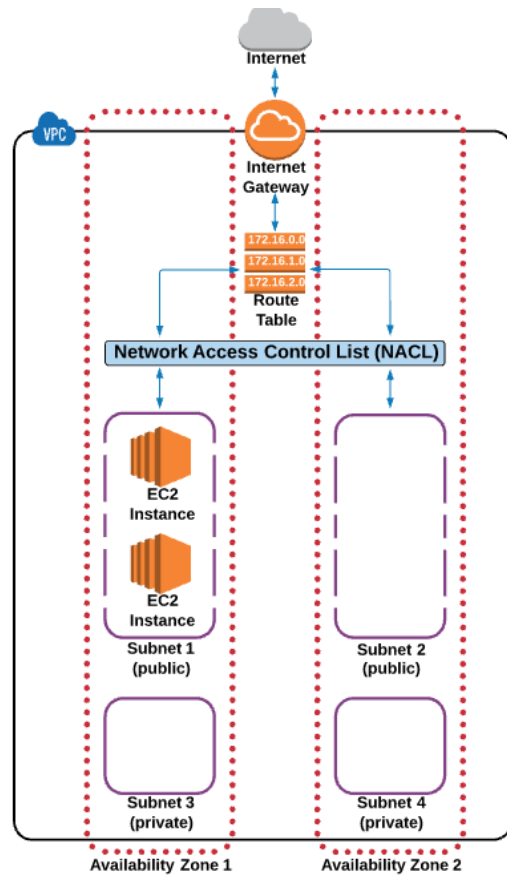 Internet
VPC
Internet
Gateway
172.16.0.0
172.16.1.0
172.16.2.0
Route
Table
Network Access Control List (NACL)
EC2
Instance
EC2
Instance
Subnet 1
(public)
Subnet 2
(public)
Subnet 3
(private)
Subnet 4
(private)
Availability Zone 1
Availability Zone 2